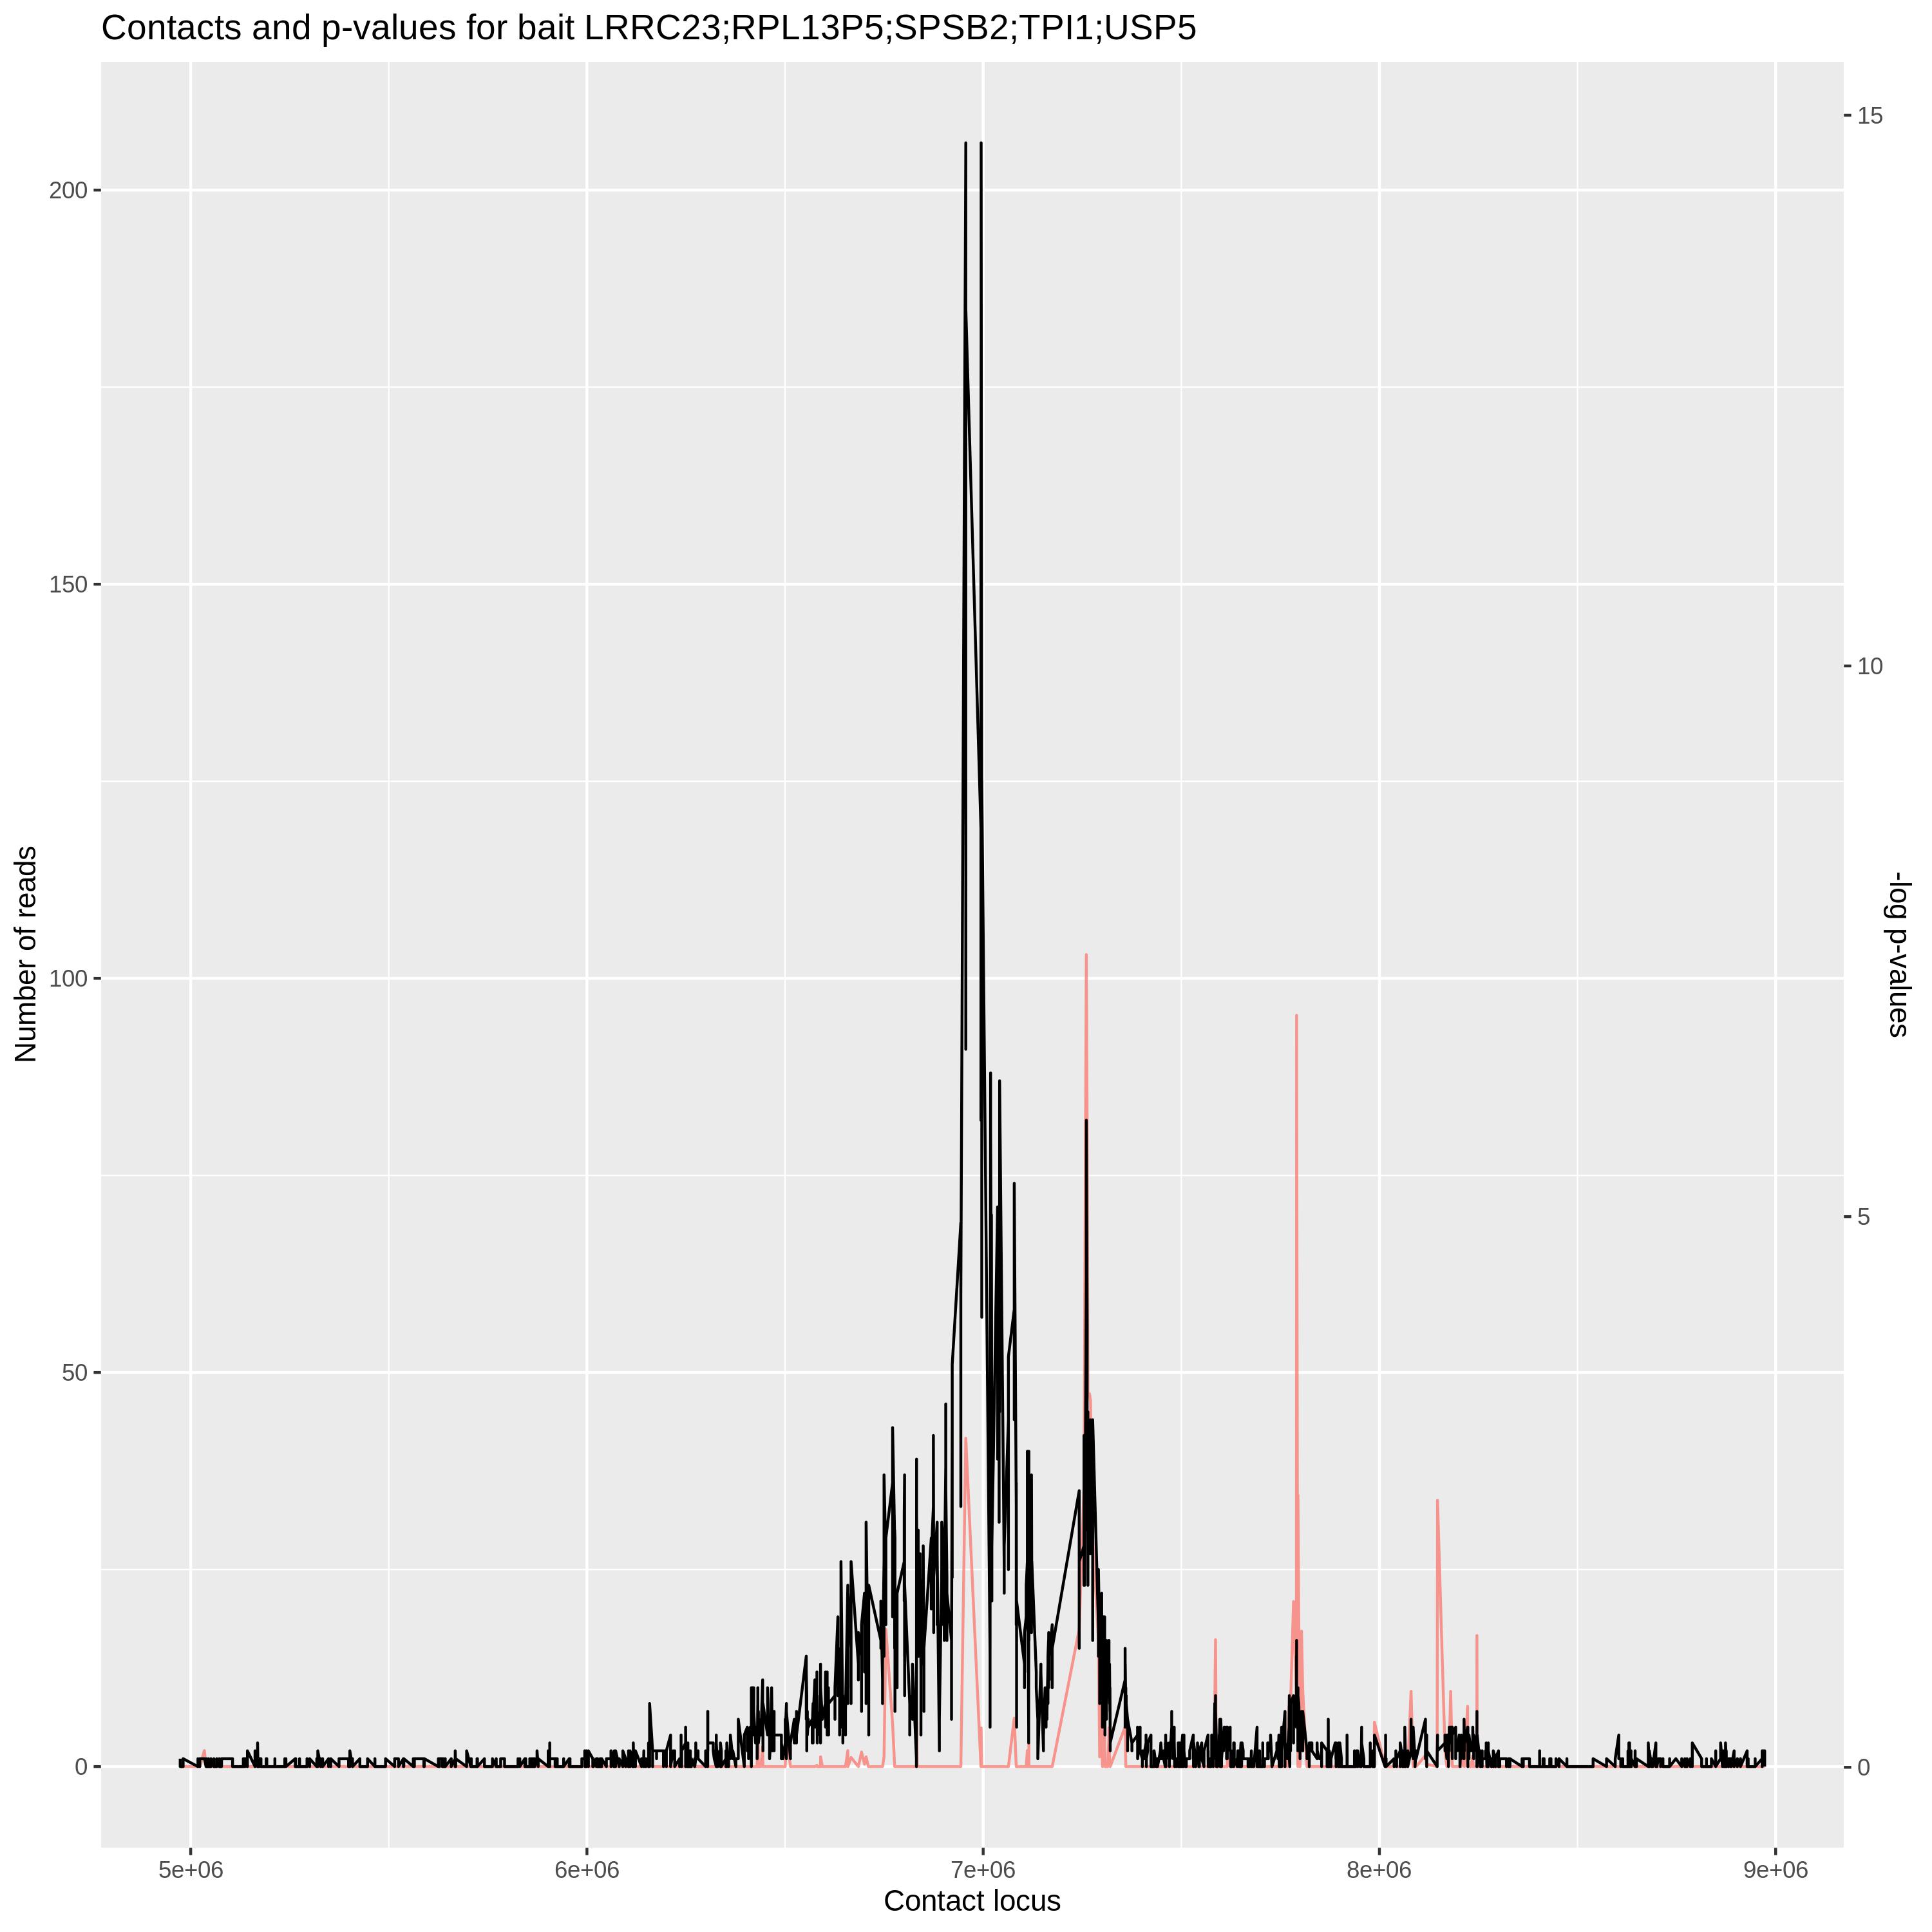 Contacts and p-values for bait LRRC23;RPL13P5;SPSB2;TPI1;USP5
200
150
100
50
0
Number of reads
15
10
5
0
-log p-values
5e+06
6e+06
7e+06
8e+06
9e+06
Contact locus